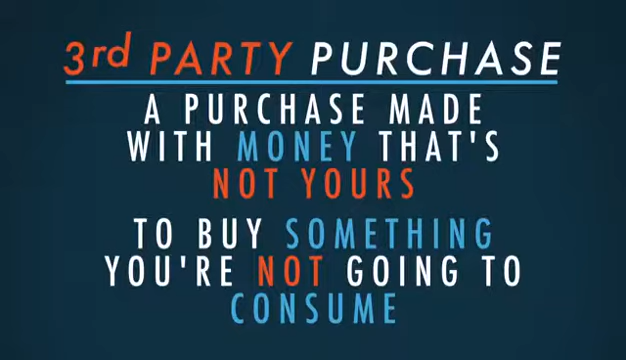 3rd PARTY PURCHASE
A PURCHASE MADE
WITH MONEY THAT'S
NOT YOURS
TO BUY SOMETHING
YOU'RE NOT GOING TO
CONSUME